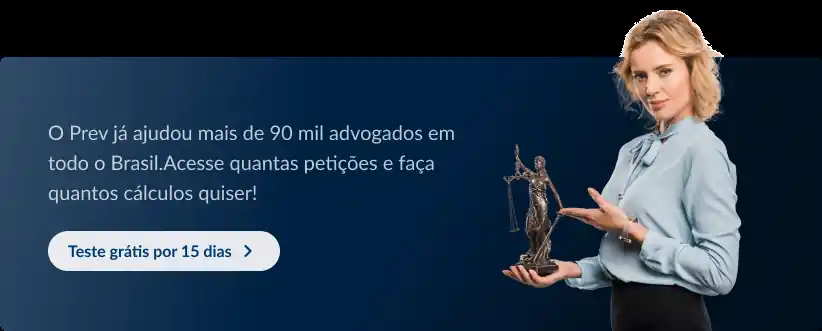 O Prev já ajudou mais de 90 mil advogados em
todo o Brasil.Acesse quantas petições e faça
quantos cálculos quiser!
Teste grátis por 15 dias